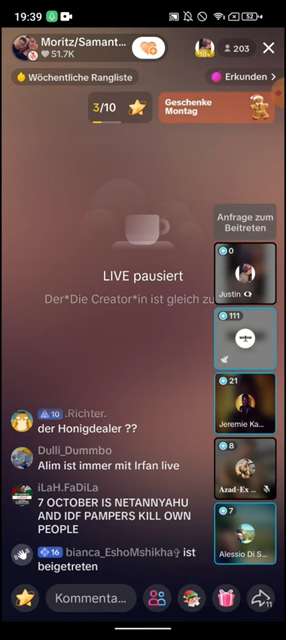 19:39
52
Moritz/Samant...
51.7K
203
Wöchentliche Rangliste
Erkunden >
3/10
Geschenke
Montag
Anfrage zum
Beitreten
0
LIVE pausiert
Der*Die Creator*in ist gleich zu
Justin
111
21
Jeremie Ka...
10 .Richter.
der Honigdealer ??
8
Dulli_Dummbo
Alim ist immer mit Irfan live
Azad-Ex ...
iLaH.FaDiLa
7 OCTOBER IS NETANNYAHU
AND IDF PAMPERS KILL OWN
PEOPLE
7
Alessio Di S...
16 bianca_EshoMshikha✞ ist
beigetreten
Kommenta...
11